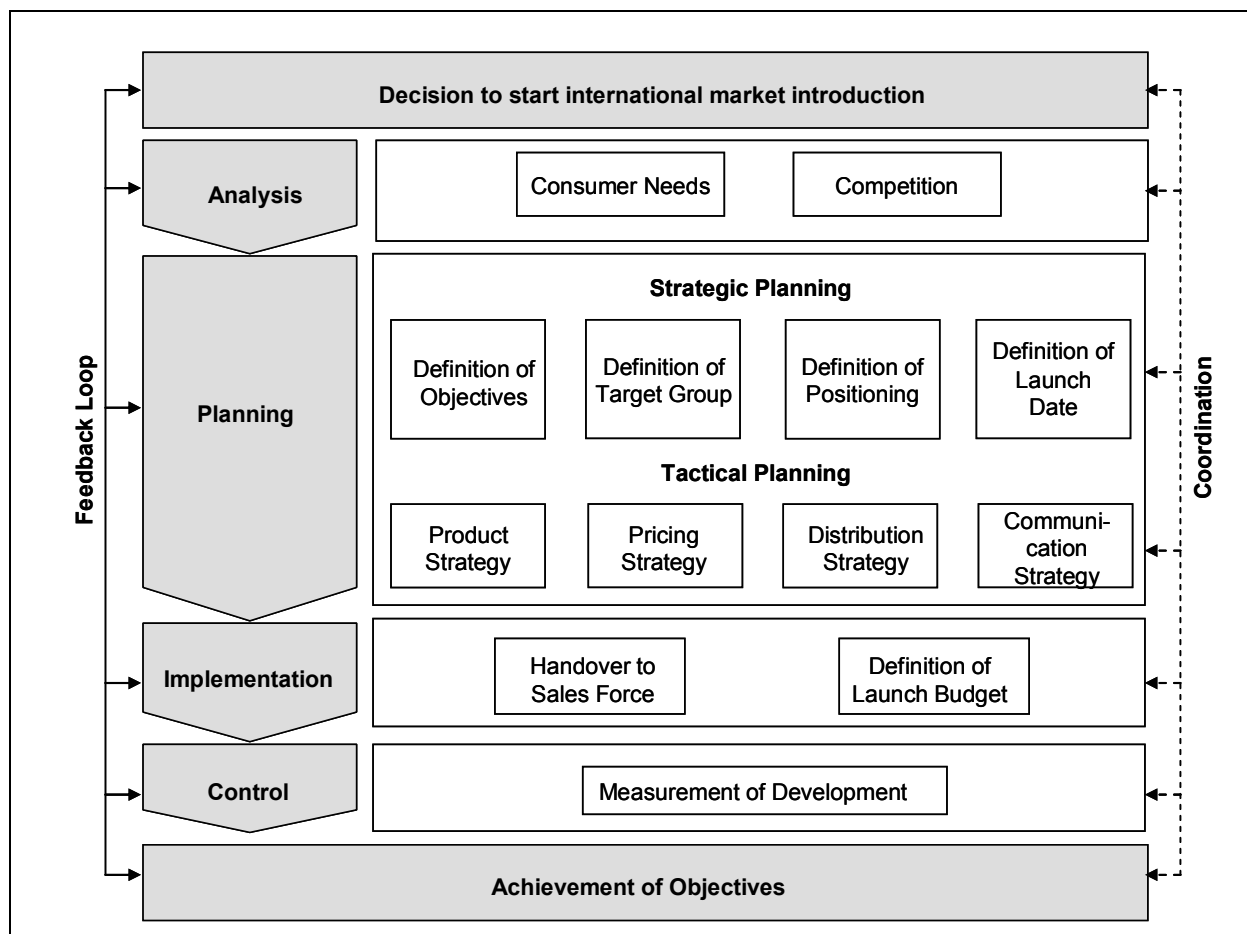 Decision to start international market introduction
Analysis
Consumer Needs
Competition
Feedback Loop
Planning
Strategic Planning
Definition of
Objectives
Definition of
Target Group
Definition of
Positioning
Definition of
Launch
Date
Tactical Planning
Product
Strategy
Pricing
Strategy
Distribution
Strategy
Communi-
cation
Strategy
Coordination
Implementation
Handover to
Sales Force
Definition of
Launch Budget
Control
Measurement of Development
Achievement of Objectives